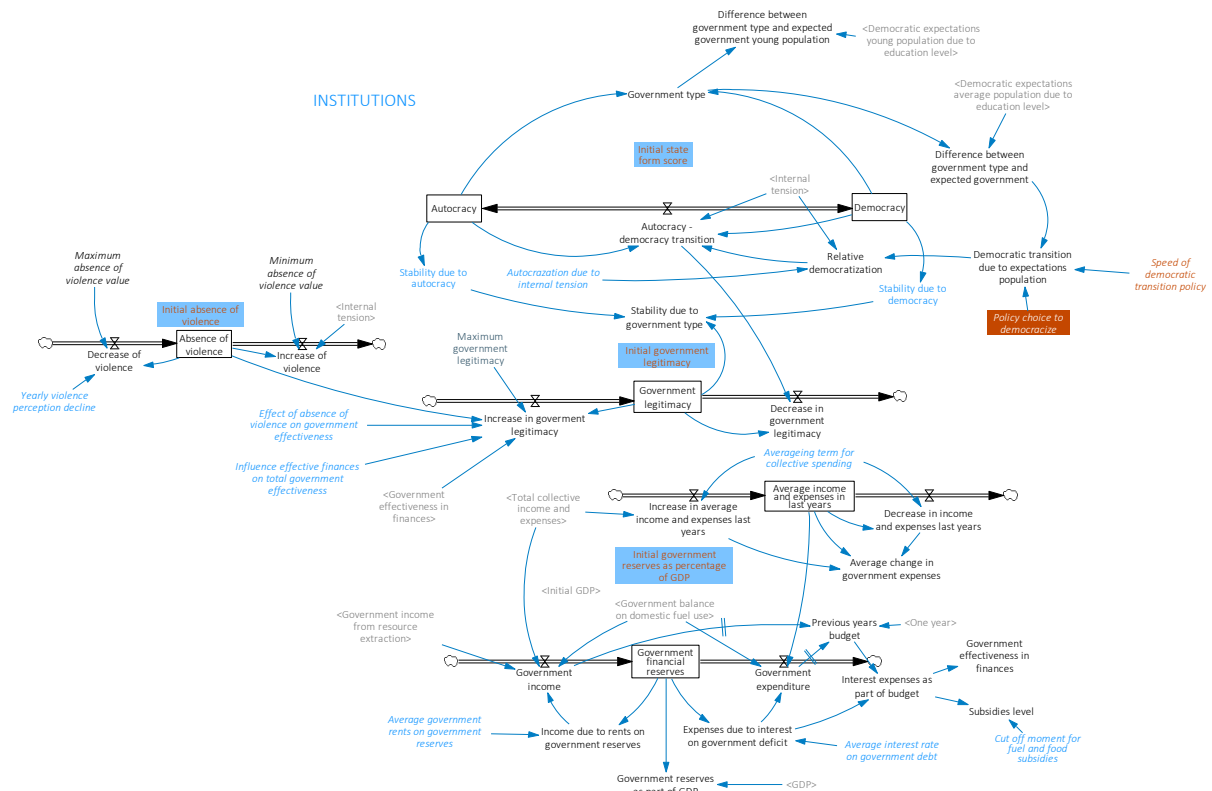 Difference between
government type and expected
government young population
<Democratic expectations
young population due to
education level>
INSTITUTIONS
Government type
<Democratic expectations
average population due to
education level>
Initial state
form score
Difference between
government type and
expected government
<Internal
tension>
Autocracy
Democracy
Autocracy -
democracy transition
Maximum
absence of
violence value
Minimum
absence of
violence value
Stability due to
autocracy
Autocrazation due to
internal tension
Relative
democratization
Democratic transition
due to expectations
population
Speed of
democratic
transition policy
Stability due to
democracy
Initial absence of
violence
<Internal
tension>
Stability due to
government type
Policy choice to
democracize
Absence of
violence
Decrease of
violence
Increase of
violence
Maximum
government
legitimacy
Initial government
legitimacy
Yearly violence
perception decline
Government
legitimacy
Effect of absence of
violence on government
effectiveness
Increase in goverment
legitimacy
Decrease in
government
legitimacy
Influence effective finances
on total government
effectiveness
Averageing term for
collective spending
<Government
effectiveness in
finances>
<Total collective
income and
expenses>
Average income
and expenses in
last years
Increase in average
income and expenses last
years
Decrease in income
and expenses last years
Initial government
reserves as percentage
of GDP
Average change in
government expenses
<Initial GDP>
<Government balance
on domestic fuel use>
<Government income
from resource
extraction>
Previous years
budget
<One year>
Government
financial
reserves
Government
effectiveness in
finances
Government
income
Government
expenditure
Interest expenses as
part of budget
Subsidies level
Average government
rents on government
reserves
Income due to rents on
government reserves
Expenses due to interest
on government deficit
Average interest rate
on government debt
Cut off moment for
fuel and food
subsidies
Government reserves
as part of GDP
<GDP>